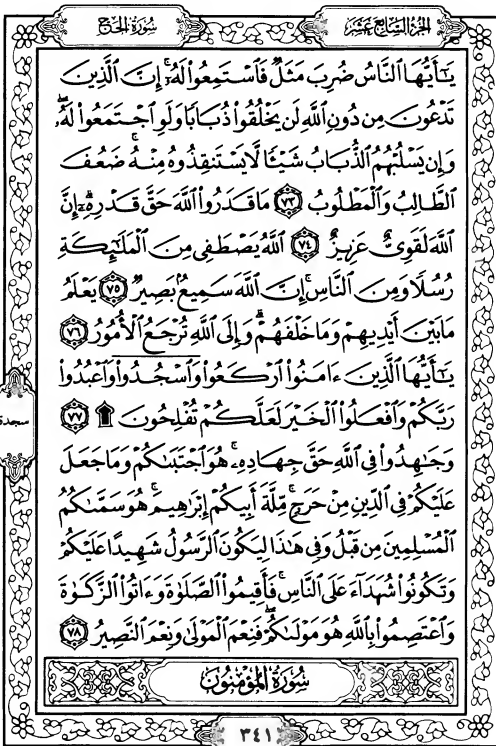 الجزء السابع عشر
سورة الحج
يَٰٓأَيُّهَا ٱلنَّاسُ ضُرِبَ مَثَلٌ فَٱسْتَمِعُوا۟ لَهُۥٓ ۚ إِنَّ ٱلَّذِينَ
تَدْعُونَ مِن دُونِ ٱللَّهِ لَن يَخْلُقُوا۟ ذُبَابًا وَلَوِ ٱجْتَمَعُوا۟ لَهُۥ ۖ
وَإِن يَسْلُبْهُمُ ٱلذُّبَابُ شَيْـًٔا لَّا يَسْتَنقِذُوهُ مِنْهُ ۚ ضَعُفَ
ٱلطَّالِبُ وَٱلْمَطْلُوبُ ٧٣ مَا قَدَرُوا۟ ٱللَّهَ حَقَّ قَدْرِهِۦٓ ۗ إِنَّ
ٱللَّهَ لَقَوِىٌّ عَزِيزٌ ٧٤ ٱللَّهُ يَصْطَفِى مِنَ ٱلْمَلَٰٓئِكَةِ
رُسُلًا وَمِنَ ٱلنَّاسِ ۚ إِنَّ ٱللَّهَ سَمِيعٌۢ بَصِيرٌ ٧٥ يَعْلَمُ
مَا بَيْنَ أَيْدِيهِمْ وَمَا خَلْفَهُمْ ۗ وَإِلَى ٱللَّهِ تُرْجَعُ ٱلْأُمُورُ ٧٦
يَٰٓأَيُّهَا ٱلَّذِينَ ءَامَنُوا۟ ٱرْكَعُوا۟ وَٱسْجُدُوا۟ وَٱعْبُدُوا۟
رَبَّكُمْ وَٱفْعَلُوا۟ ٱلْخَيْرَ لَعَلَّكُمْ تُفْلِحُونَ ۩ ٧٧
سجدة
وَجَٰهِدُوا۟ فِى ٱللَّهِ حَقَّ جِهَادِهِۦ ۚ هُوَ ٱجْتَبَىٰكُمْ وَمَا جَعَلَ
عَلَيْكُمْ فِى ٱلدِّينِ مِنْ حَرَجٍ ۚ مِّلَّةَ أَبِيكُمْ إِبْرَٰهِيمَ ۚ هُوَ سَمَّىٰكُمُ
ٱلْمُسْلِمِينَ مِن قَبْلُ وَفِى هَٰذَا لِيَكُونَ ٱلرَّسُولُ شَهِيدًا عَلَيْكُمْ
وَتَكُونُوا۟ شُهَدَآءَ عَلَى ٱلنَّاسِ ۚ فَأَقِيمُوا۟ ٱلصَّلَوٰةَ وَءَاتُوا۟ ٱلزَّكَوٰةَ
وَٱعْتَصِمُوا۟ بِٱللَّهِ هُوَ مَوْلَىٰكُمْ ۖ فَنِعْمَ ٱلْمَوْلَىٰ وَنِعْمَ ٱلنَّصِيرُ ٧٨
سُورَةُ المُؤْمِنُونَ
٣٤١